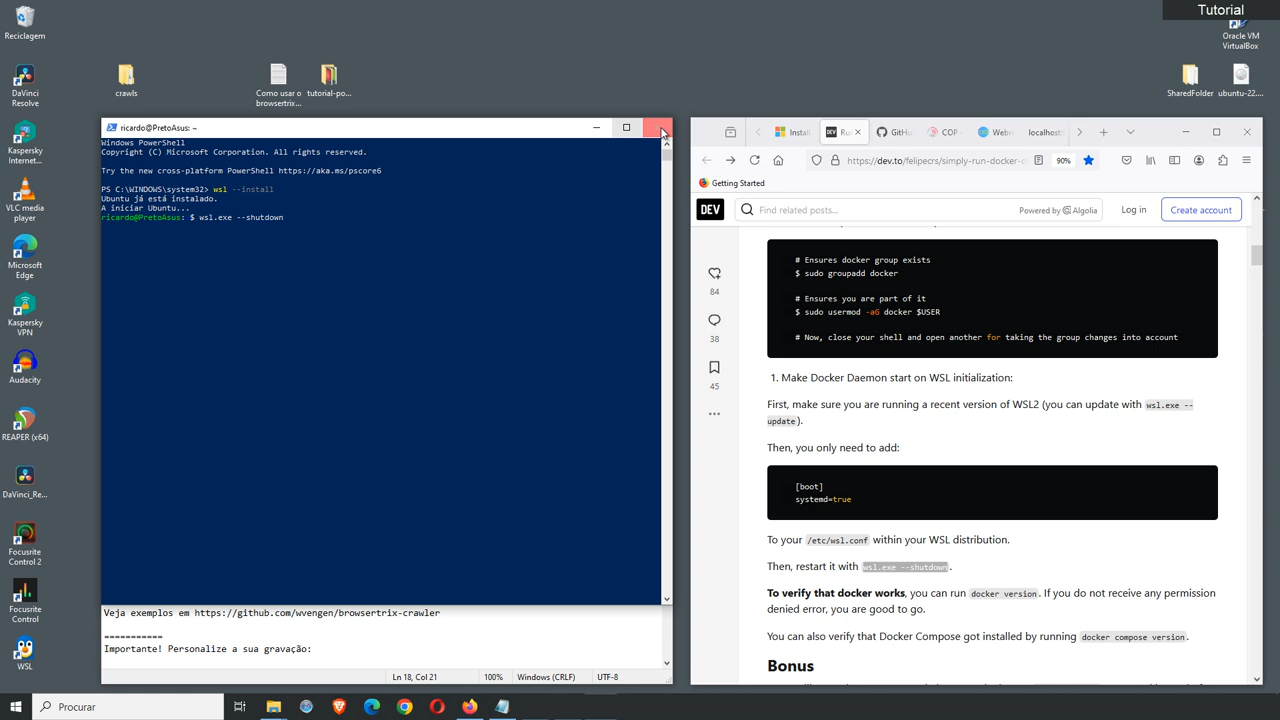 Tutorial
Reciclagem
DaVinci
Resolve
Kaspersky
Internet...
VLC media
player
Microsoft
Edge
Kaspersky
VPN
Audacity
REAPER (x64)
DaVinci_Re...
Focusrite
Control 2
Focusrite
Control
WSL
crawls
Como usar o
browsertrix-
crawler
tutorial-po...
Oracle VM
VirtualBox
SharedFolder
ubuntu-22....
ricardo@PretoAsus: ~
Windows PowerShell
Copyright (C) Microsoft Corporation. All rights reserved.
Try the new cross-platform PowerShell https://aka.ms/pscore6
PS C:\WINDOWS\system32> wsl --install
Ubuntu já está instalado.
A iniciar Ubuntu...
ricardo@PretoAsus: $ wsl.exe --shutdown
Veja exemplos em https://github.com/wvengen/browsertrix-crawler
===========
Importante! Personalize a sua gravação:
Ln 18, Col 21
100%
Windows (CRLF)
UTF-8
Install
DEV
GitHu
COP -
localhost:
https://dev.to/felipecrs/simply-run-docker-
90%
Getting Started
DEV
Find related posts...
Powered by Algolia
Log in
Create account
84
38
45
# Ensures docker group exists
$ sudo groupadd docker
# Ensures you are part of it
$ sudo usermod -aG docker $USER
# Now, close your shell and open another for taking the group changes into account
1. Make Docker Daemon start on WSL initialization:
First, make sure you are running a recent version of WSL2 (you can update with wsl.exe --
update).
Then, you only need to add:
[boot]
systemd=true
To your /etc/wsl.conf within your WSL distribution.
Then, restart it with wsl.exe --shutdown.
To verify that docker works, you can run docker version. If you do not receive any permission
denied error, you are good to go.
You can also verify that Docker Compose got installed by running docker compose version.
Bonus
Procurar